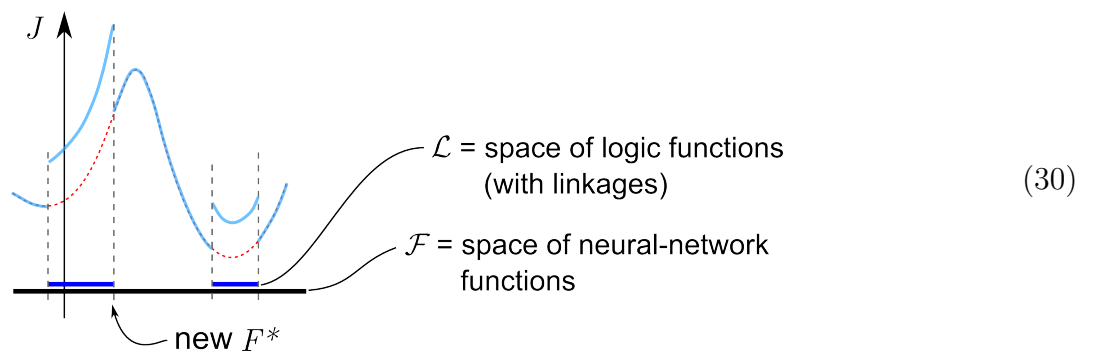 J
ℒ = space of logic functions
(with linkages)
(30)
ℱ = space of neural-network
functions
new F*